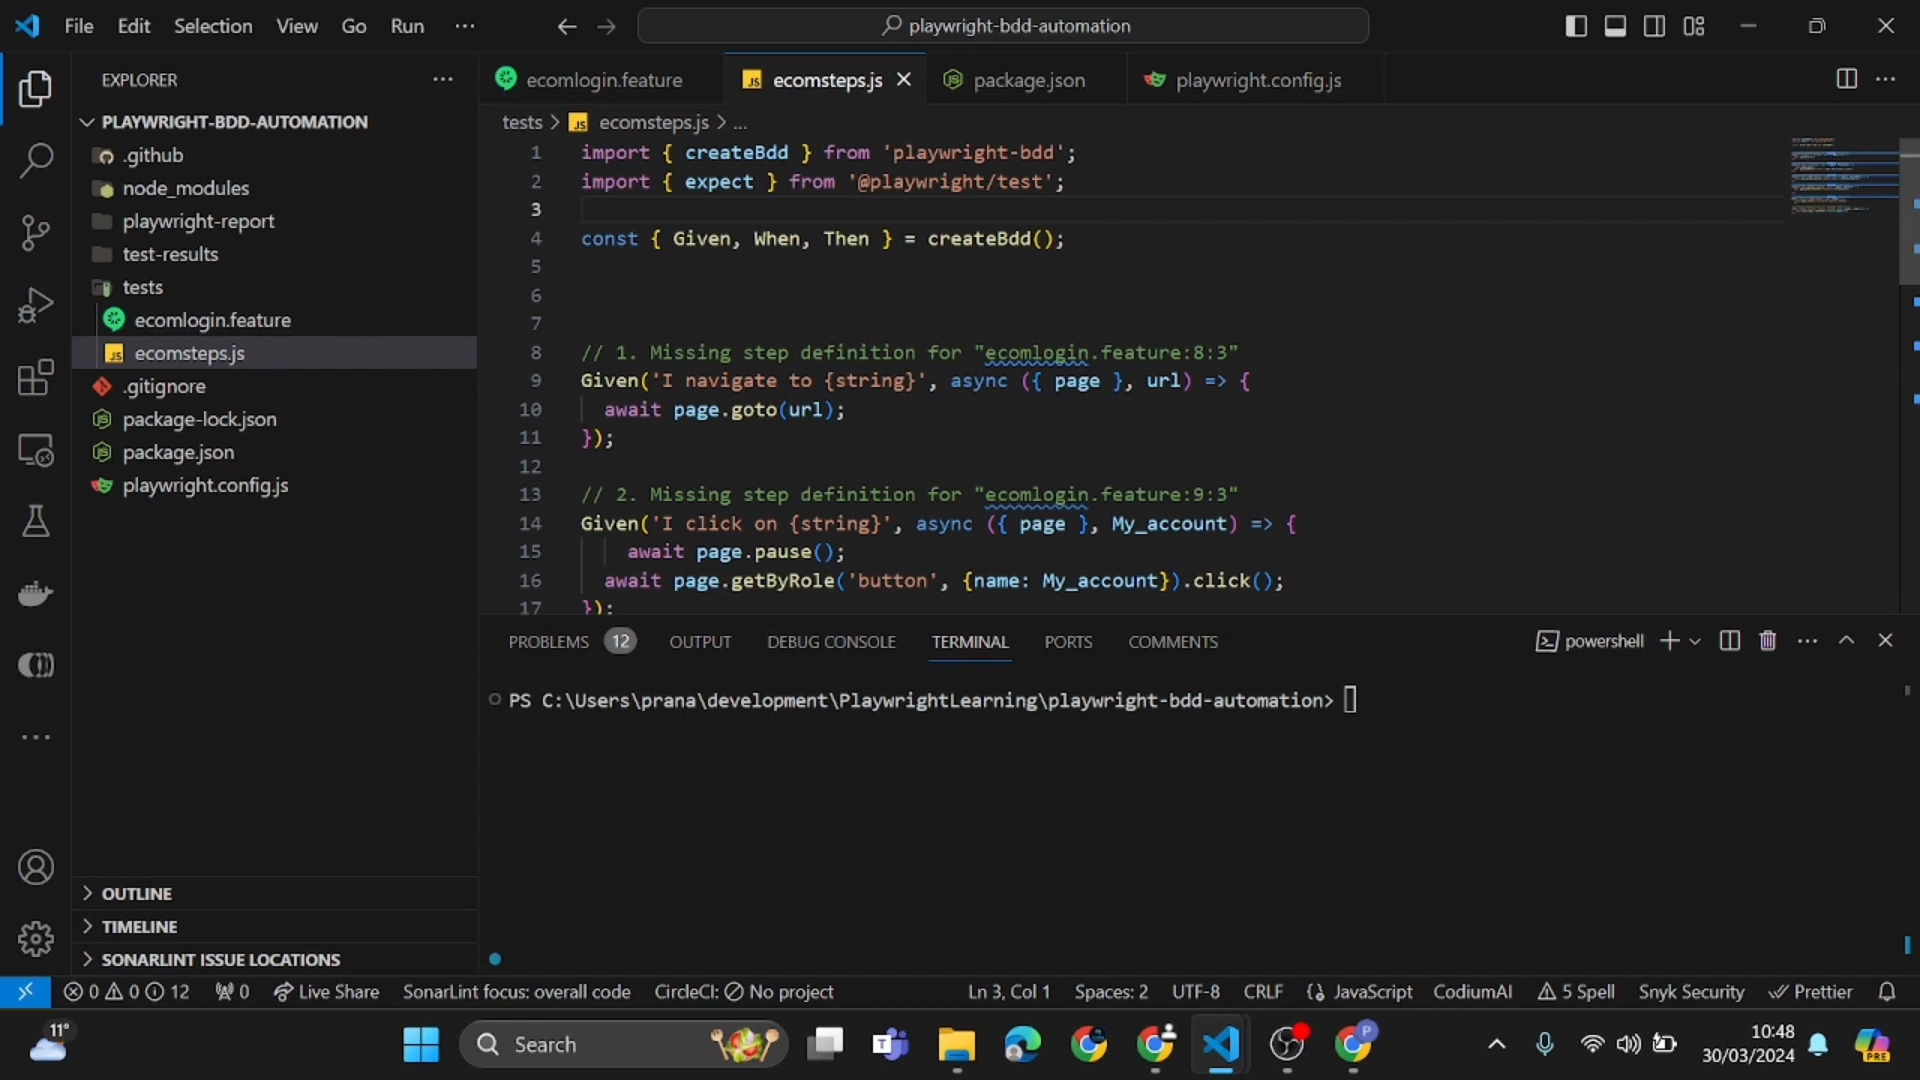 File Edit Selection View Go Run ···
playwright-bdd-automation
EXPLORER
PLAYWRIGHT-BDD-AUTOMATION
.github
node_modules
playwright-report
test-results
tests
ecomlogin.feature
ecomsteps.js
.gitignore
package-lock.json
package.json
playwright.config.js
OUTLINE
TIMELINE
SONARLINT ISSUE LOCATIONS
ecomlogin.feature ecomsteps.js package.json playwright.config.js
tests > ecomsteps.js > ...
1 import { createBdd } from 'playwright-bdd';
2 import { expect } from '@playwright/test';
3
4 const { Given, When, Then } = createBdd();
5
6
7
8 // 1. Missing step definition for "ecomlogin.feature:8:3"
9 Given('I navigate to {string}', async ({ page }, url) => {
10 await page.goto(url);
11 });
12
13 // 2. Missing step definition for "ecomlogin.feature:9:3"
14 Given('I click on {string}', async ({ page }, My_account) => {
15 await page.pause();
16 await page.getByRole('button', {name: My_account}).click();
17 });
PROBLEMS 12 OUTPUT DEBUG CONSOLE TERMINAL PORTS COMMENTS
powershell
PS C:\Users\prana\development\PlaywrightLearning\playwright-bdd-automation>
0 0 12 0 Live Share SonarLint focus: overall code CircleCI: No project Ln 3, Col 1 Spaces: 2 UTF-8 CRLF JavaScript CodiumAI 5 Spell Snyk Security Prettier
11°
Search
10:48
30/03/2024
PRE